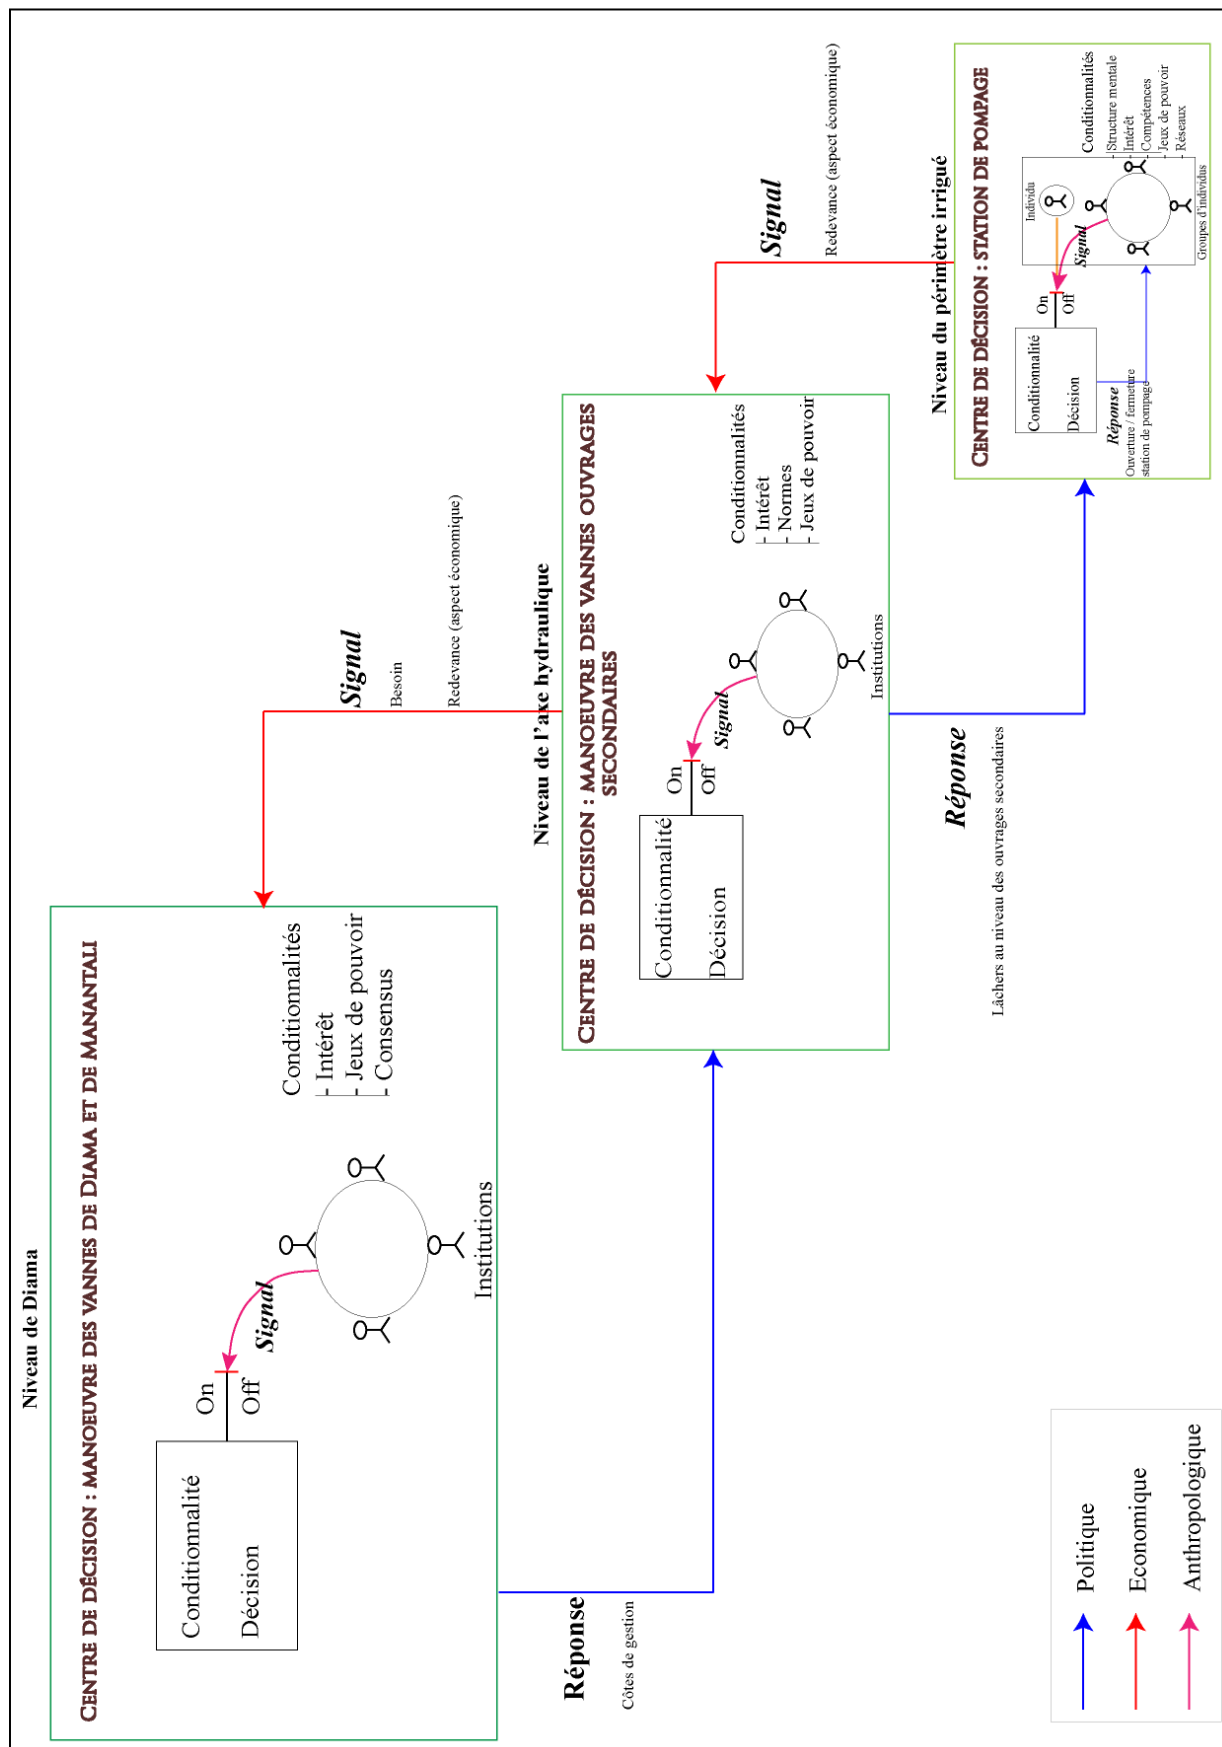 Niveau de Diama
CENTRE DE DÉCISION : MANOEUVRE DES VANNES DE DIAMA ET DE MANANTALI
Conditionnalité
Décision
On
Off
Signal
Institutions
Conditionnalités
- Intérêt
- Jeux de pouvoir
- Consensus
Réponse
Côtes de gestion
Signal
Besoin
Redevance (aspect économique)
Niveau de l'axe hydraulique
CENTRE DE DÉCISION : MANOEUVRE DES VANNES OUVRAGES
SECONDAIRES
Conditionnalité
Décision
On
Off
Signal
Institutions
Conditionnalités
- Intérêt
- Normes
- Jeux de pouvoir
Réponse
Lâchers au niveau des ouvrages secondaires
Signal
Redevance (aspect économique)
Niveau du périmètre irrigué
CENTRE DE DÉCISION : STATION DE POMPAGE
Conditionnalité
Décision
On
Off
Signal
Individu
Groupes d'individus
Conditionnalités
- Structure mentale
- Intérêt
- Compétences
- Jeux de pouvoir
- Réseaux
Réponse
Ouverture / fermeture
station de pompage
Politique
Economique
Anthropologique